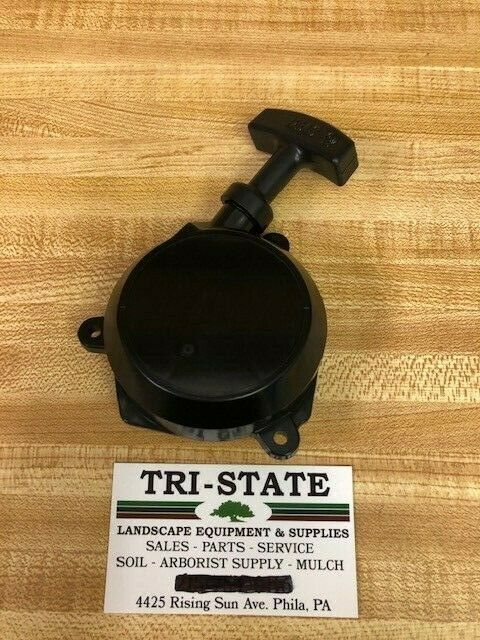 TRI-STATE
LANDSCAPE EQUIPMENT & SUPPLIES
SALES - PARTS - SERVICE
SOIL - ARBORIST SUPPLY - MULCH
4425 Rising Sun Ave. Phila, PA